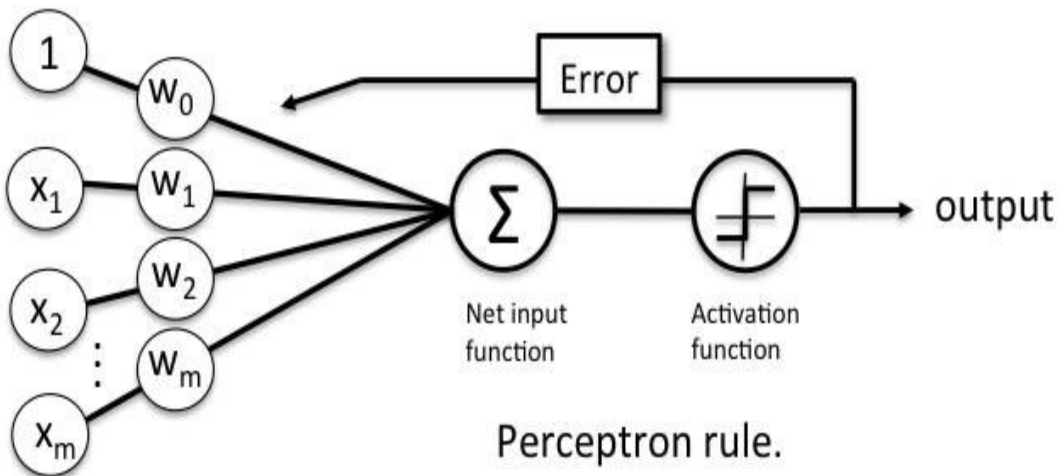 1
w₀
Error
x₁
w₁
Σ
output
x₂
w₂
Net input
function
Activation
function
⋮
wₘ
xₘ
Perceptron rule.